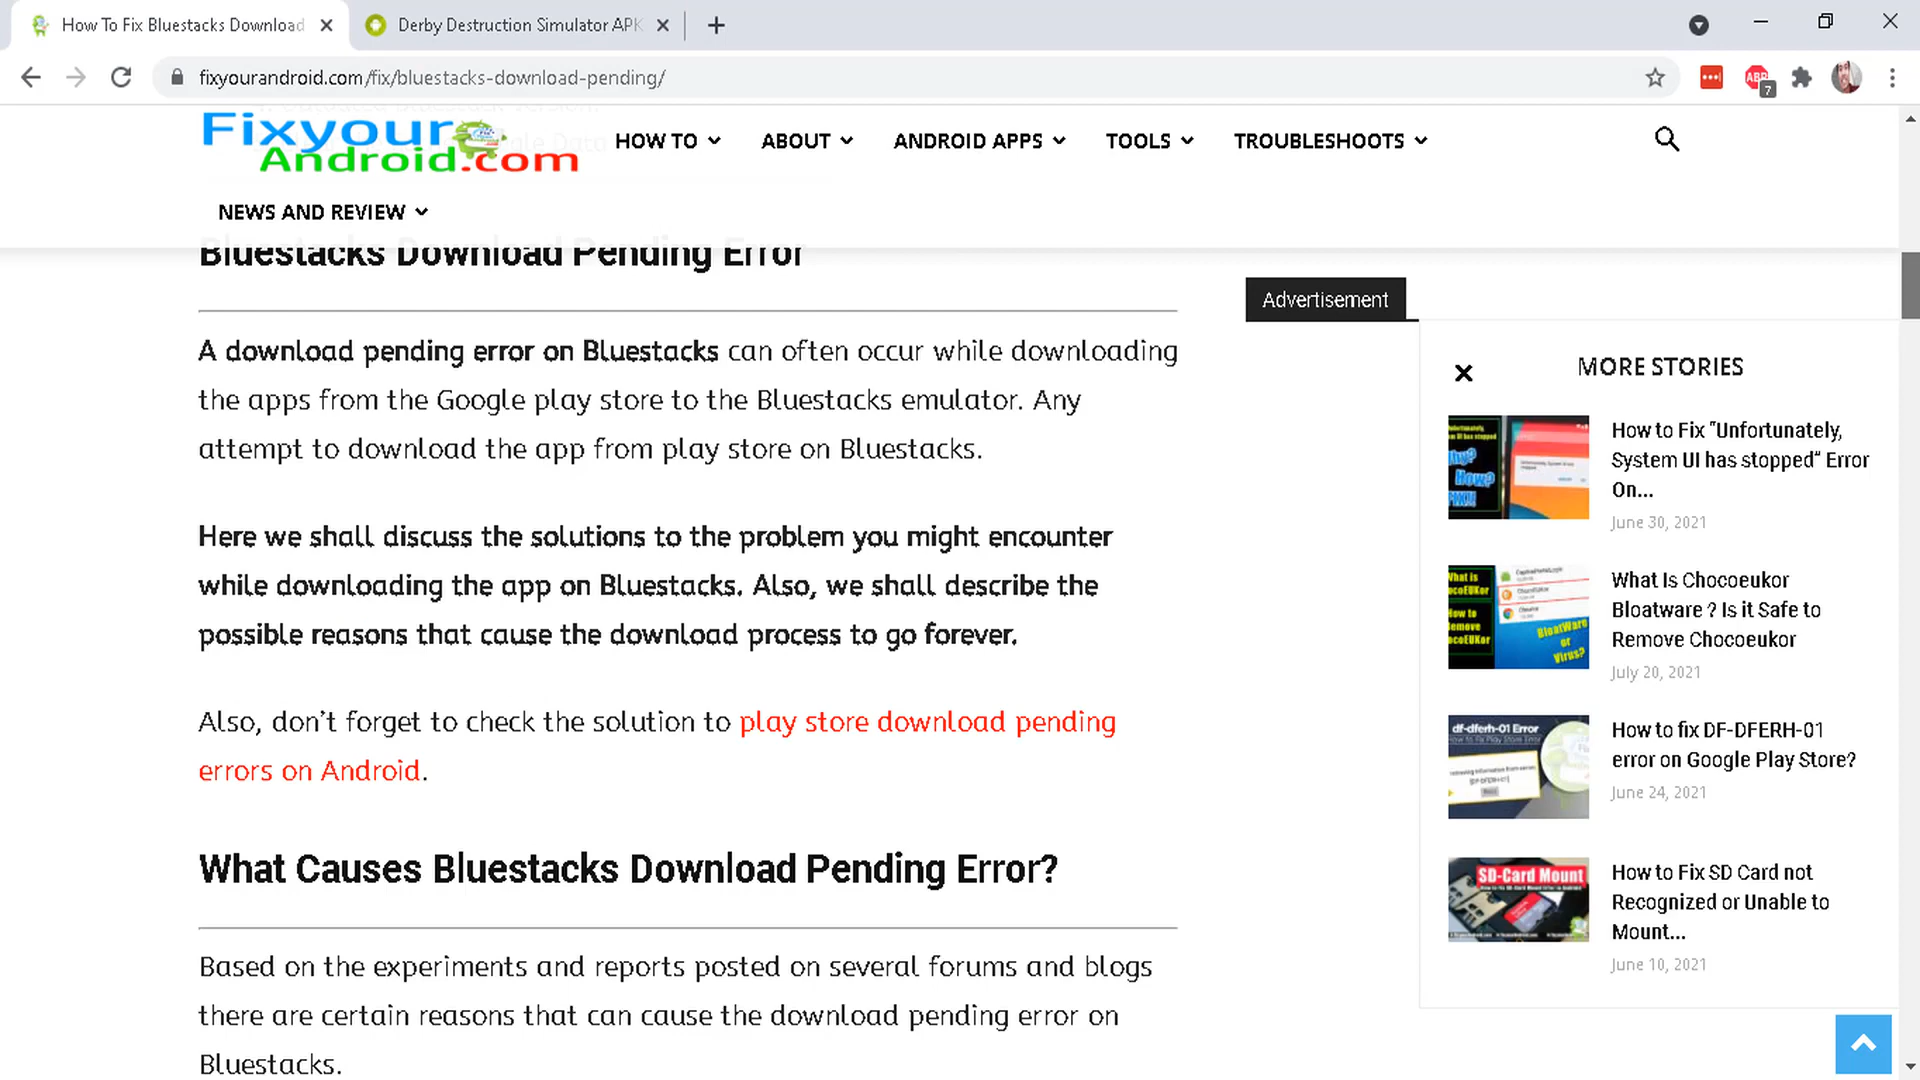 How To Fix Bluestacks Download
Derby Destruction Simulator APK
fixyourandroid.com/fix/bluestacks-download-pending/
ABP
7
Fixyour
Android.com
HOW TO
ABOUT
ANDROID APPS
TOOLS
TROUBLESHOOTS
NEWS AND REVIEW
Bluestacks Download Pending Error
A download pending error on Bluestacks can often occur while downloading
the apps from the Google play store to the Bluestacks emulator. Any
attempt to download the app from play store on Bluestacks.
Here we shall discuss the solutions to the problem you might encounter
while downloading the app on Bluestacks. Also, we shall describe the
possible reasons that cause the download process to go forever.
Also, don't forget to check the solution to play store download pending
errors on Android.
What Causes Bluestacks Download Pending Error?
Based on the experiments and reports posted on several forums and blogs
there are certain reasons that can cause the download pending error on
Bluestacks.
Advertisement
MORE STORIES
How to Fix "Unfortunately,
System UI has stopped" Error
On...
June 30, 2021
What Is Chocoeukor
Bloatware ? Is it Safe to
Remove Chocoeukor
July 20, 2021
What is
BloatWare
or
Virus?
df-dferh-01 Error
How to fix DF-DFERH-01
error on Google Play Store?
June 24, 2021
SD-Card Mount
How to Fix SD Card not
Recognized or Unable to
Mount...
June 10, 2021